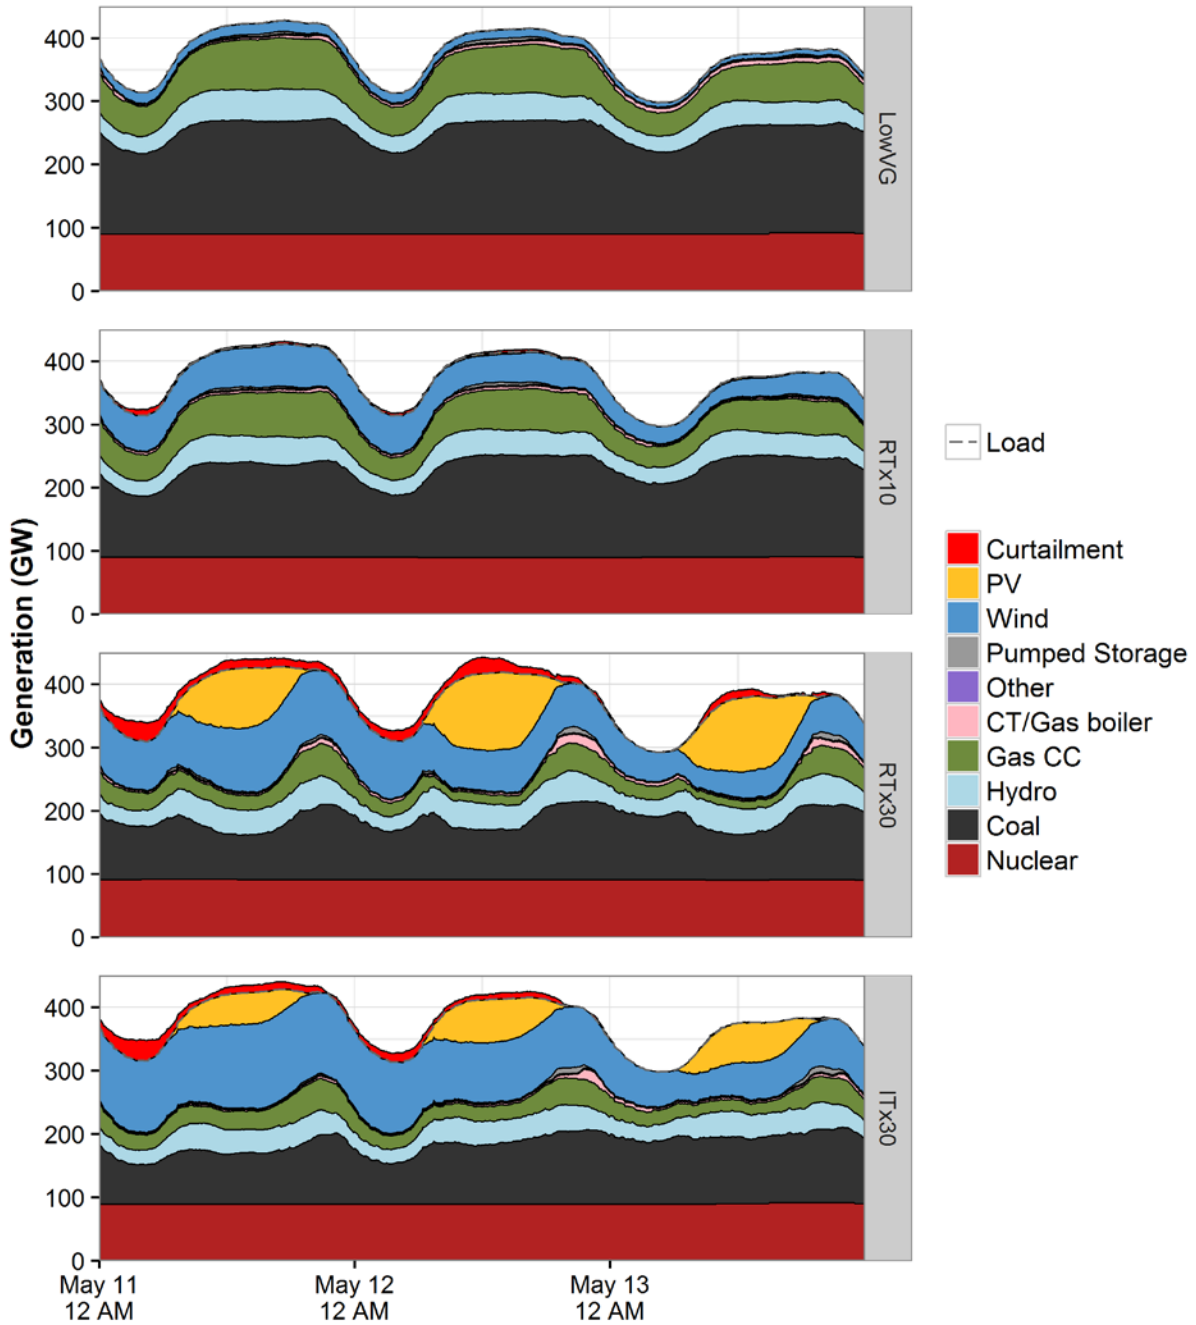 Generation (GW)
400
300
200
100
0
LowVG
400
300
200
100
0
RTx10
400
300
200
100
0
RTx30
400
300
200
100
0
ITx30
May 11
12 AM
May 12
12 AM
May 13
12 AM
Load
Curtailment
PV
Wind
Pumped Storage
Other
CT/Gas boiler
Gas CC
Hydro
Coal
Nuclear